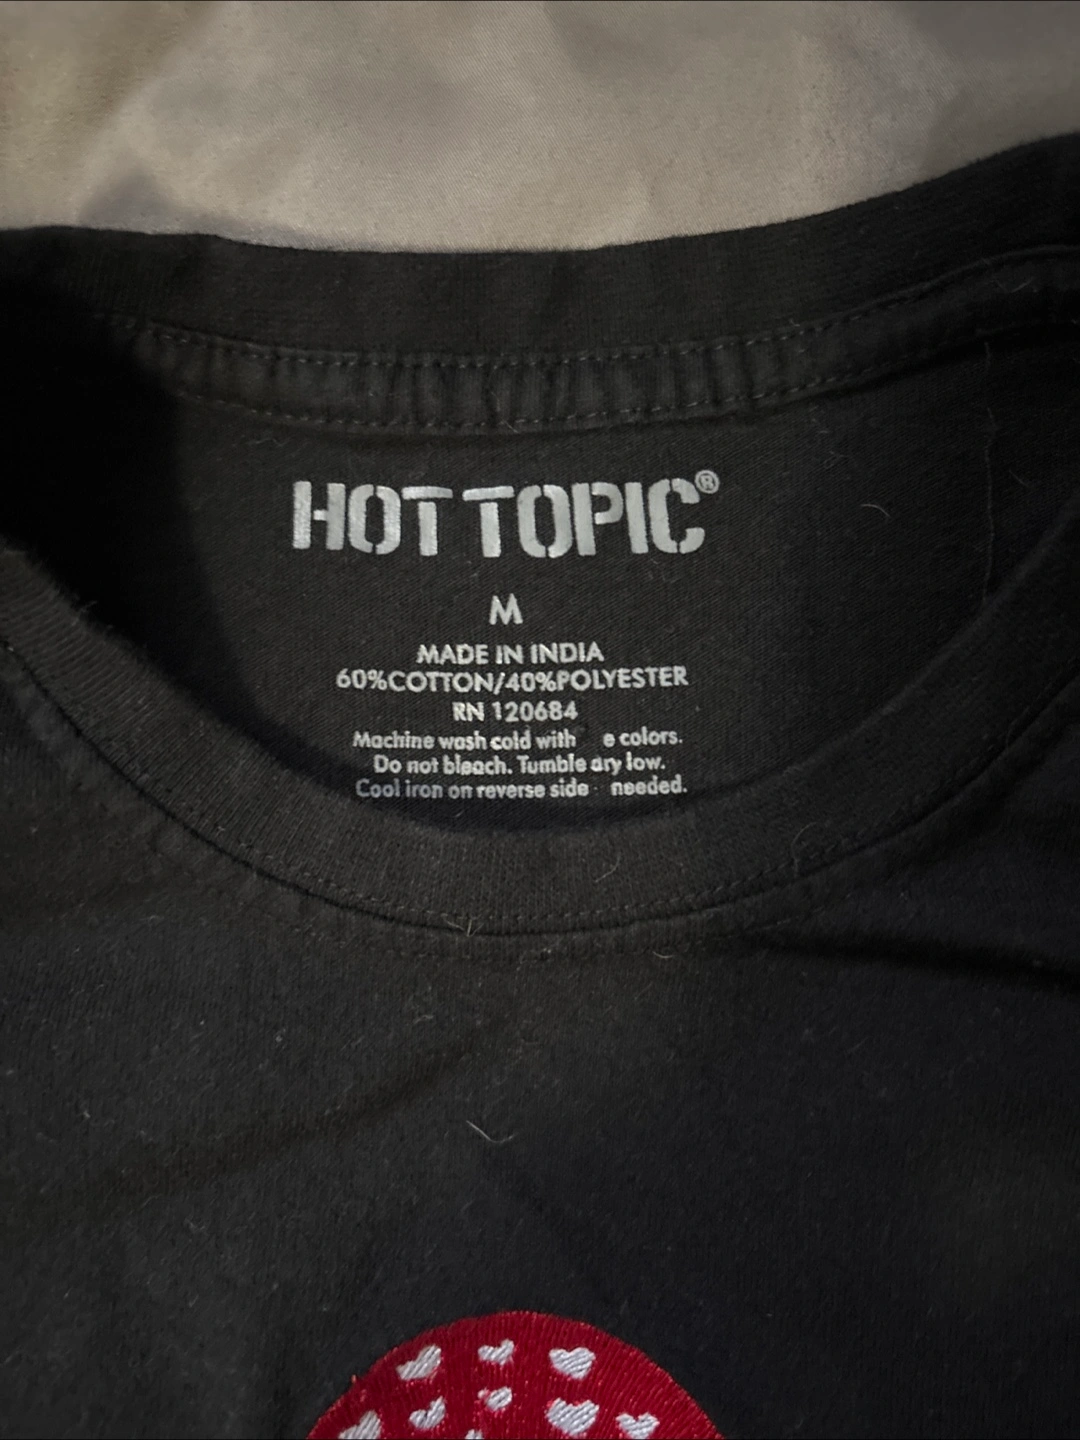 HOT TOPIC®
M
MADE IN INDIA
60%COTTON/40%POLYESTER
RN 120684
Machine wash cold with e colors.
Do not bleach. Tumble dry low.
Cool iron on reverse side needed.